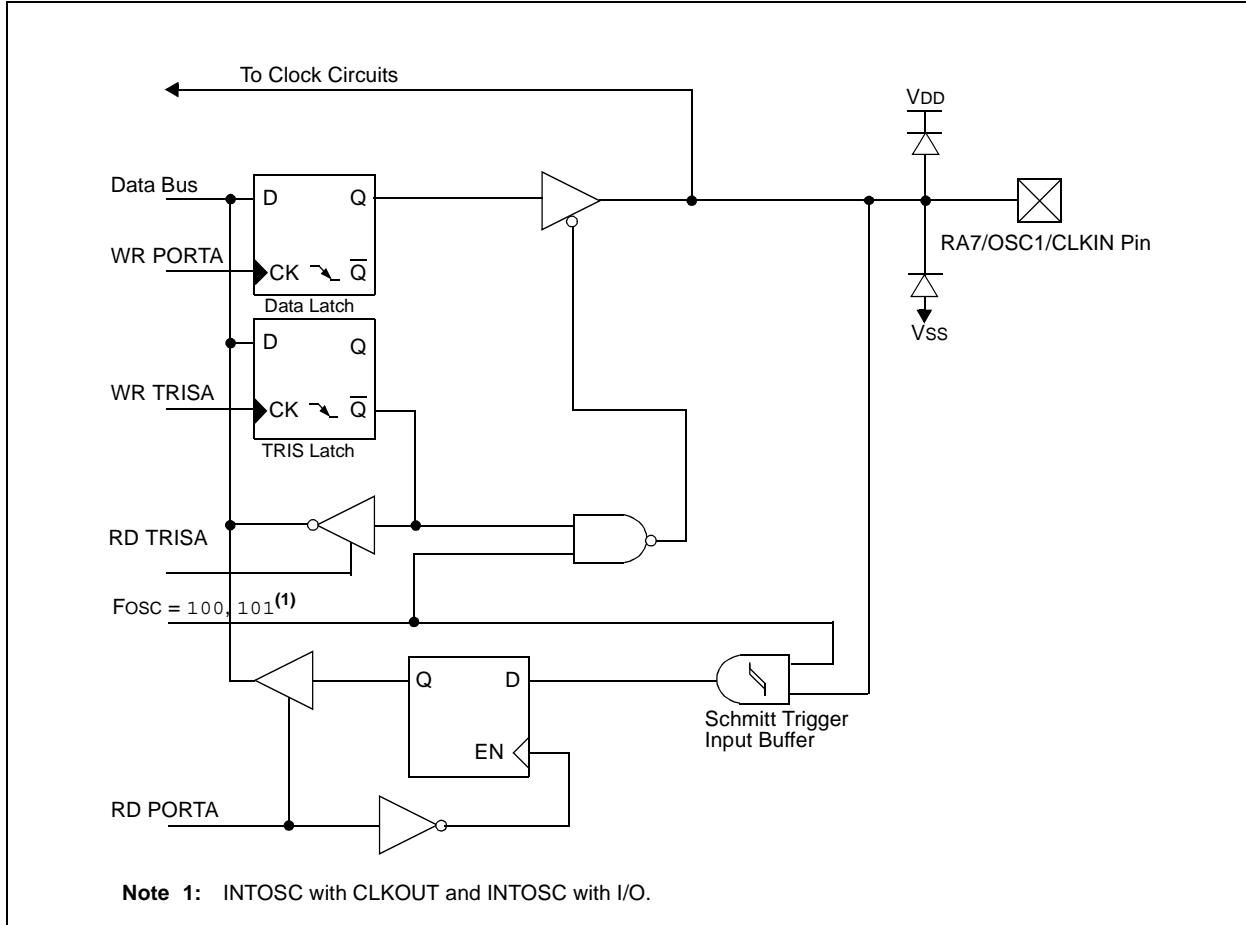 To Clock Circuits
VDD
Data Bus
D
Q
WR PORTA
CK
Q̅
Data Latch
RA7/OSC1/CLKIN Pin
VSS
D
Q
WR TRISA
CK
Q̅
TRIS Latch
RD TRISA
FOSC = 100, 101(1)
Q
D
EN
Schmitt Trigger
Input Buffer
RD PORTA
Note 1: INTOSC with CLKOUT and INTOSC with I/O.